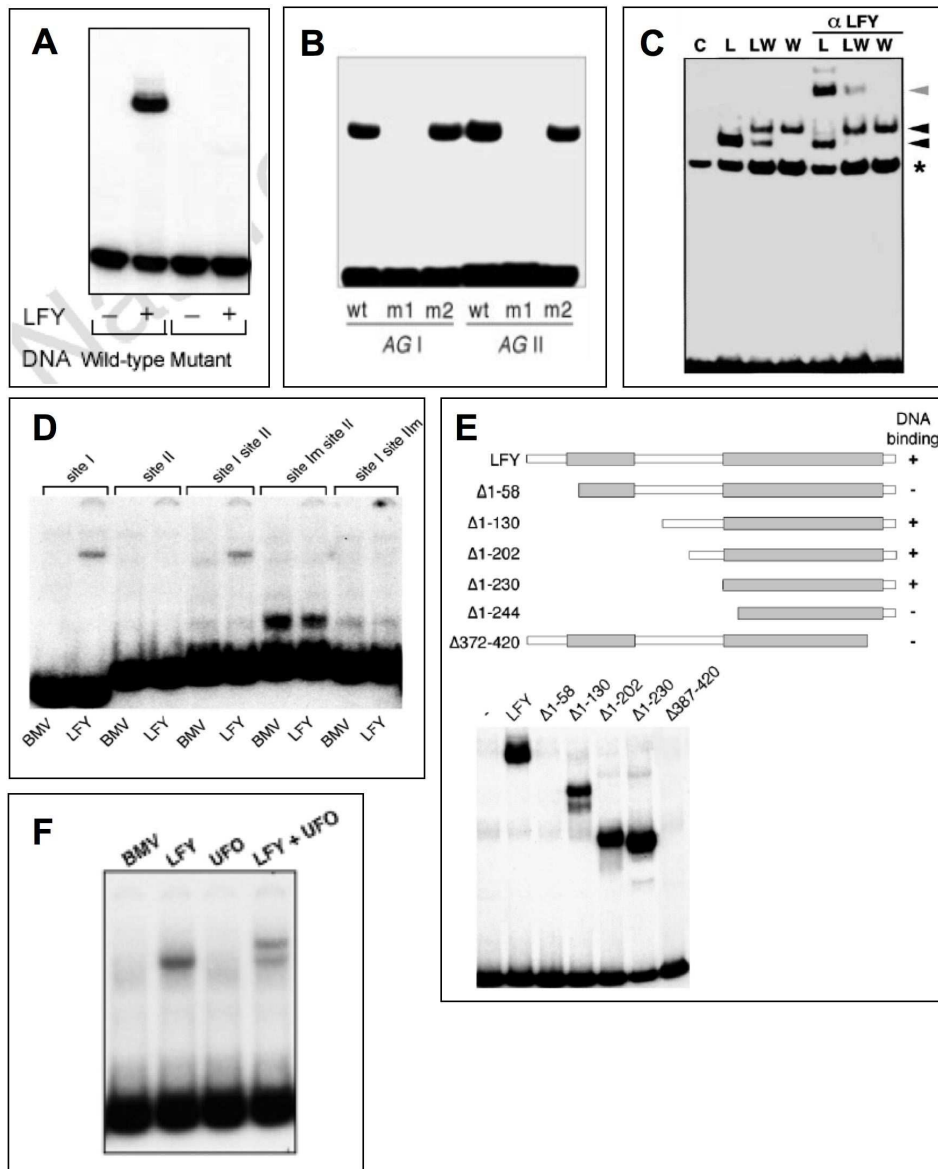 A
LFY - + - +
DNA Wild-type Mutant
B
wt m1 m2 wt m1 m2
AG I AG II
C
α LFY
C L LW W L LW W
*
D
site I site II site I site II site Im site II site I site IIm
BMV LFY BMV LFY BMV LFY BMV LFY BMV LFY
E
DNA
binding
LFY +
Δ1-58 -
Δ1-130 +
Δ1-202 +
Δ1-230 +
Δ1-244 -
Δ372-420 -
- LFY Δ1-58 Δ1-130 Δ1-202 Δ1-230 Δ387-420
F
BMV LFY UFO LFY + UFO